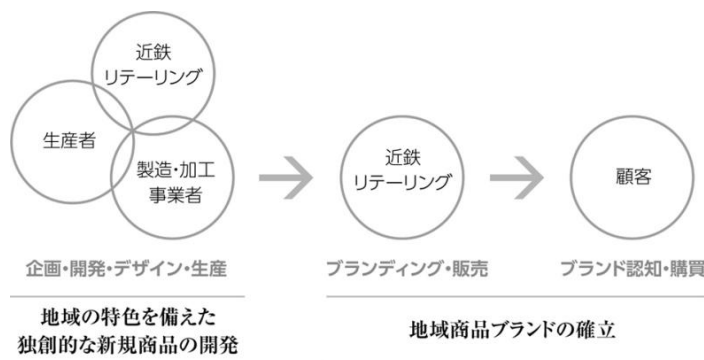 近鉄
リテーリング
生産者
製造・加工
事業者
近鉄
リテーリング
顧客
企画・開発・デザイン・生産
ブランディング・販売
ブランド認知・購買
地域の特色を備えた
独創的な新規商品の開発
地域商品ブランドの確立